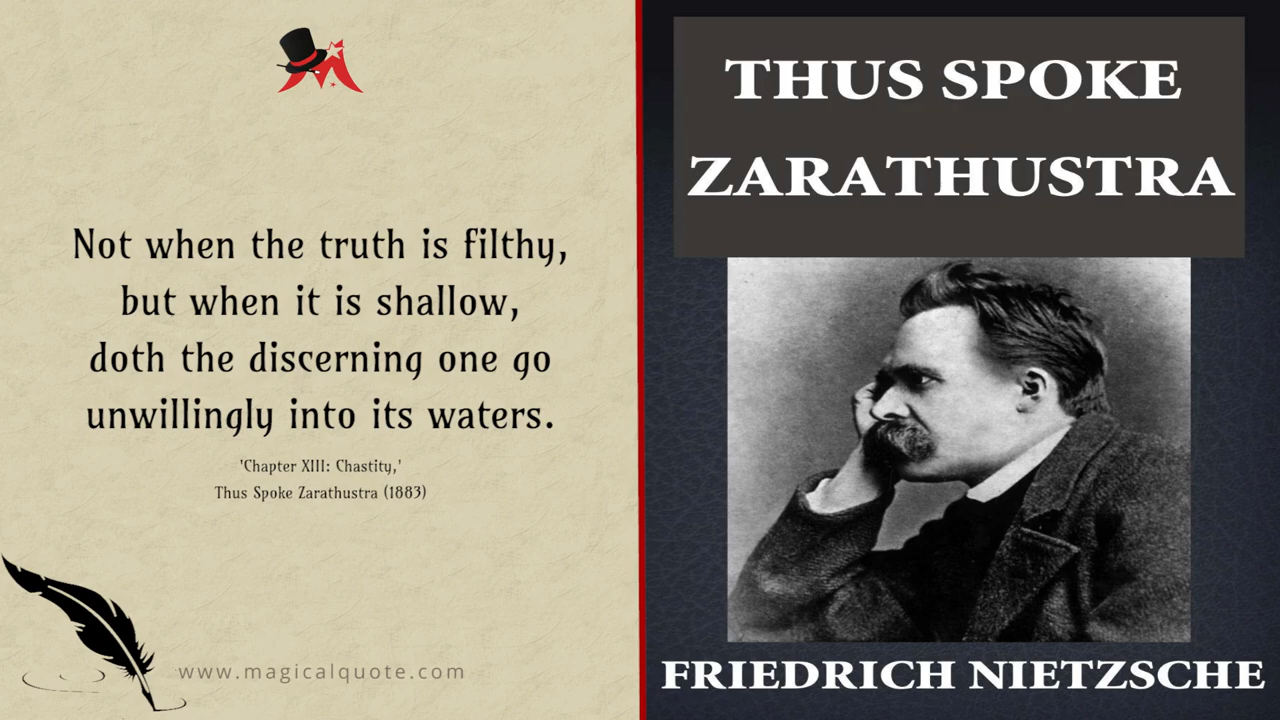 Not when the truth is filthy,
but when it is shallow,
doth the discerning one go
unwillingly into its waters.
'Chapter XIII: Chastity,'
Thus Spoke Zarathustra (1883)
www.magicalquote.com
THUS SPOKE
ZARATHUSTRA
FRIEDRICH NIETZSCHE